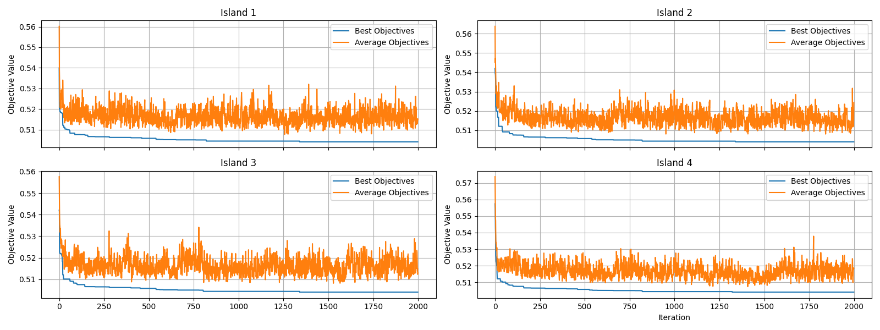 Island 1
Objective Value
0.56
0.55
0.54
0.53
0.52
0.51
Best Objectives
Average Objectives
Island 2
Objective Value
0.56
0.55
0.54
0.53
0.52
0.51
Best Objectives
Average Objectives
0 250 500 750 1000 1250 1500 1750 2000
Iteration
Island 3
Objective Value
0.56
0.55
0.54
0.53
0.52
0.51
Best Objectives
Average Objectives
0 250 500 750 1000 1250 1500 1750 2000
Island 4
Objective Value
0.57
0.56
0.55
0.54
0.53
0.52
0.51
Best Objectives
Average Objectives